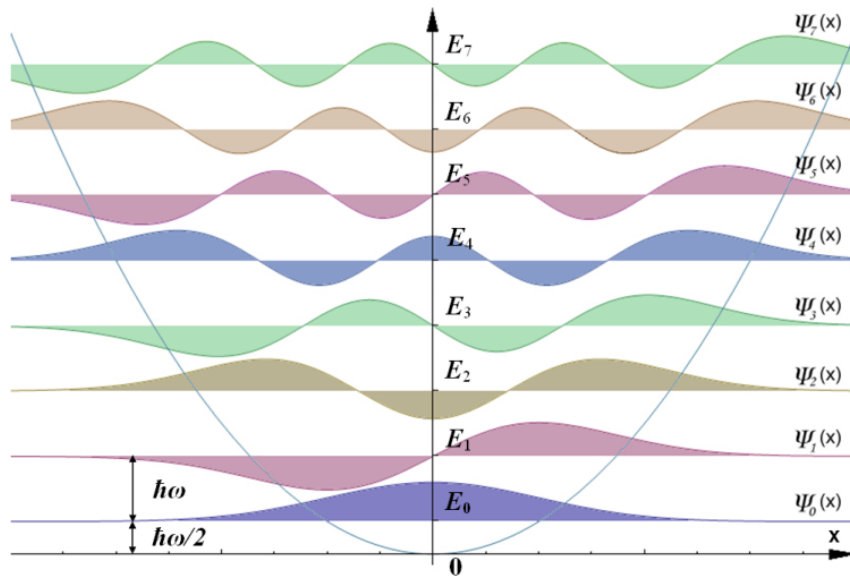 E₇ Ψ₇(x)
E₆ Ψ₆(x)
E₅ Ψ₅(x)
E₄ Ψ₄(x)
E₃ Ψ₃(x)
E₂ Ψ₂(x)
E₁ Ψ₁(x)
ħω
E₀ Ψ₀(x)
ħω/2
x
0